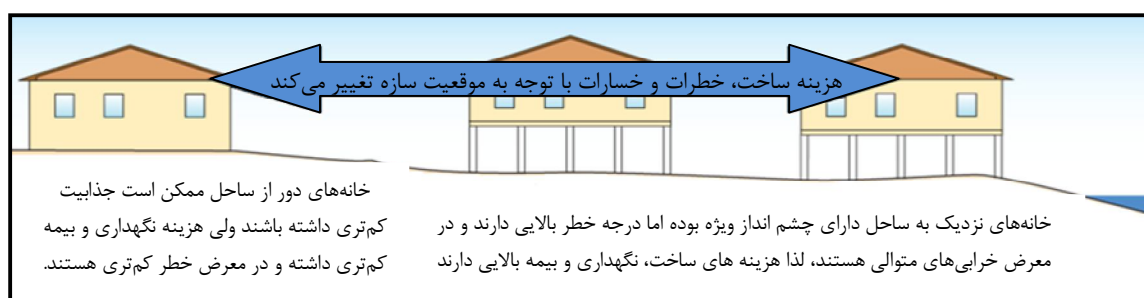 هزینه ساخت، خطرات و خسارات با توجه به موقعیت سازه تغییر می‌کند
خانه‌های نزدیک به ساحل دارای چشم انداز ویژه بوده اما درجه خطر بالایی دارند و در
معرض خرابی‌های متوالی هستند، لذا هزینه های ساخت، نگهداری و بیمه بالایی دارند
خانه‌های دور از ساحل ممکن است جذابیت
کم‌تری داشته باشند ولی هزینه نگهداری و بیمه
کم‌تری داشته و در معرض خطر کم‌تری هستند.